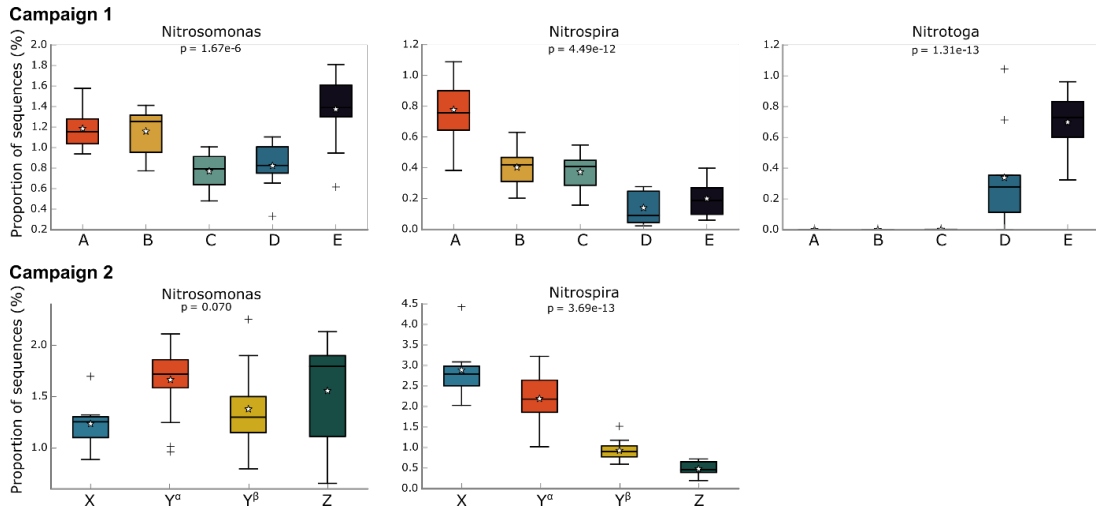 Campaign 1
Nitrosomonas
p = 1.67e-6
Proportion of sequences (%)
2.0
1.8
1.6
1.4
1.2
1.0
0.8
0.6
0.4
0.2
A B C D E
Nitrospira
p = 4.49e-12
1.2
1.0
0.8
0.6
0.4
0.2
0.0
A B C D E
Nitrotoga
p = 1.31e-13
1.2
1.0
0.8
0.6
0.4
0.2
0.0
A B C D E
Campaign 2
Nitrosomonas
p = 0.070
Proportion of sequences (%)
2.0
1.5
1.0
X Yα Yβ Z
Nitrospira
p = 3.69e-13
4.5
4.0
3.5
3.0
2.5
2.0
1.5
1.0
0.5
0.0
X Yα Yβ Z